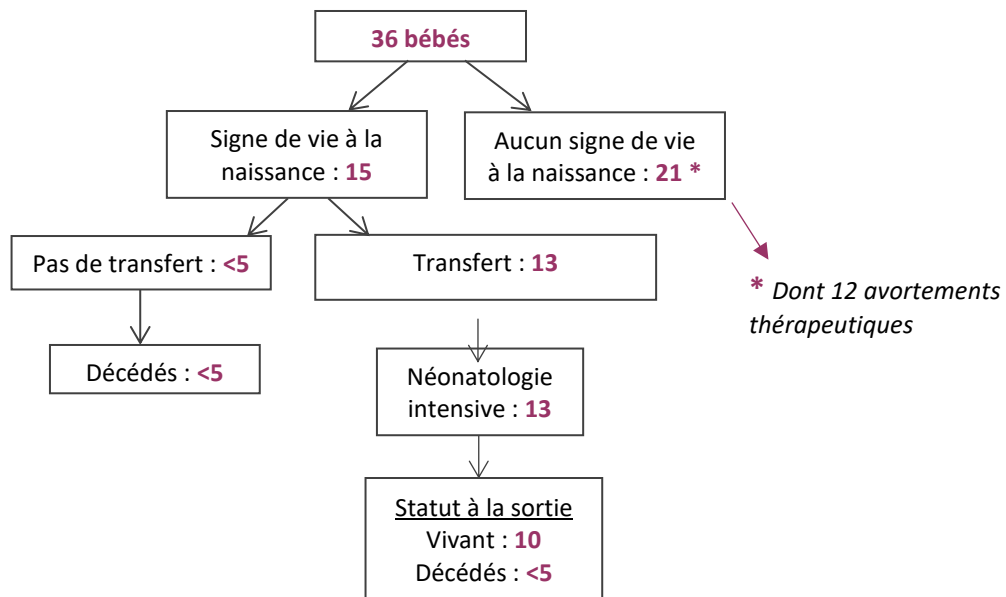 36 bébés
Signe de vie à la
naissance : 15
Aucun signe de vie
à la naissance : 21 *
Pas de transfert : <5
Transfert : 13
* Dont 12 avortements
thérapeutiques
Décédés : <5
Néonatologie
intensive : 13
Statut à la sortie
Vivant : 10
Décédés : <5